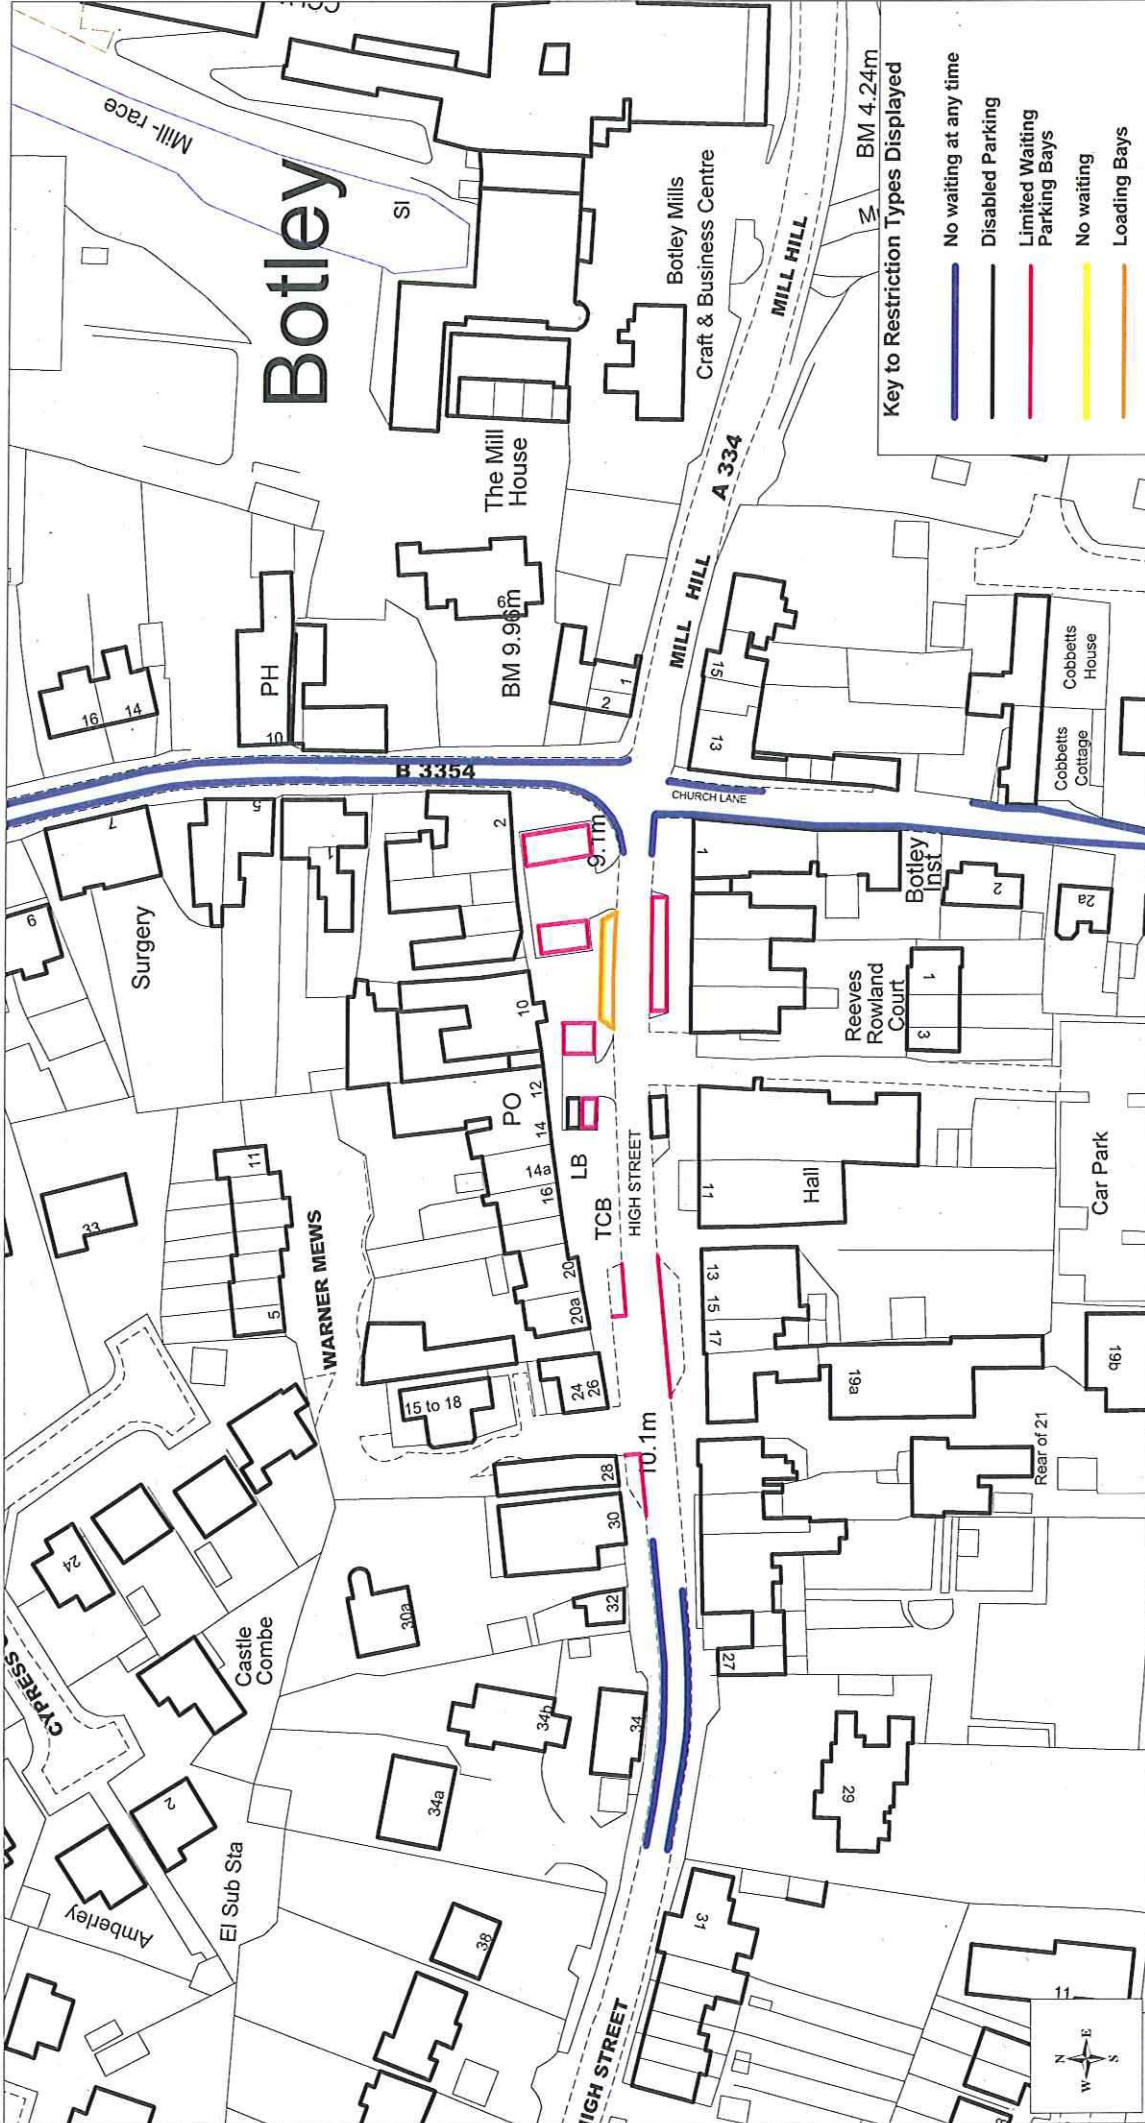 Botley
Mill-race
SI
Botley Mills
Craft & Business Centre
The Mill
House
BM 9.96m
6
PH
10
16
14
B 3354
2
1
MILL HILL
A 334
MILL HILL
BM 4.24m
Key to Restriction Types Displayed
No waiting at any time
Disabled Parking
Limited Waiting
Parking Bays
No waiting
Loading Bays
15
13
CHURCH LANE
Cobbetts
House
Cobbetts
Cottage
7
5
1
2
9
Surgery
9.1m
1
Botley
Inst
2
2a
Reeves
Rowland
Court
1
3
10
12
PO
14
14a
16
LB
TCB
HIGH STREET
20
20a
24
26
11
Hall
Car Park
13
15
17
19a
19b
33
11
5
WARNER MEWS
15 to 18
10.1m
28
30
32
30a
Rear of 21
27
24
Castle
Combe
CYPRESS
34b
34
34a
29
2
Amberley
El Sub Sta
38
31
HIGH STREET
11
N
E
S
W